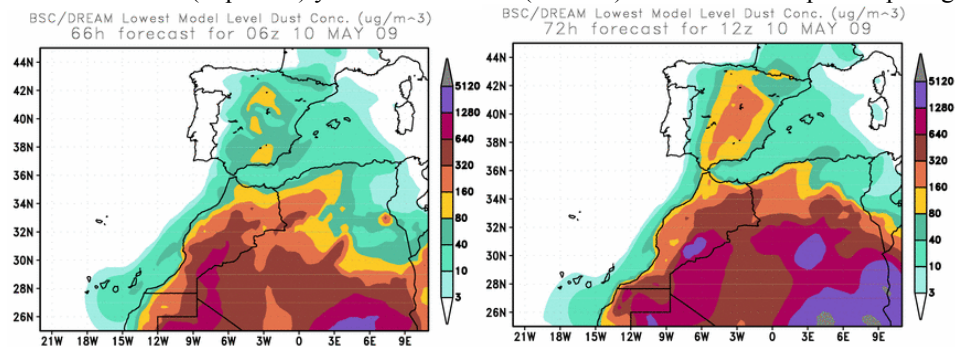 BSC/DREAM Lowest Model Level Dust Conc. (ug/m^3)
66h forecast for 06z 10 MAY 09
44N
42N
40N
38N
36N
34N
32N
30N
28N
26N
21W 18W 15W 12W 9W 6W 3W 0 3E 6E 9E
5120
1280
640
320
160
80
40
10
3
BSC/DREAM Lowest Model Level Dust Conc. (ug/m^3)
72h forecast for 12z 10 MAY 09
44N
42N
40N
38N
36N
34N
32N
30N
28N
26N
21W 18W 15W 12W 9W 6W 3W 0 3E 6E 9E
5120
1280
640
320
160
80
40
10
3